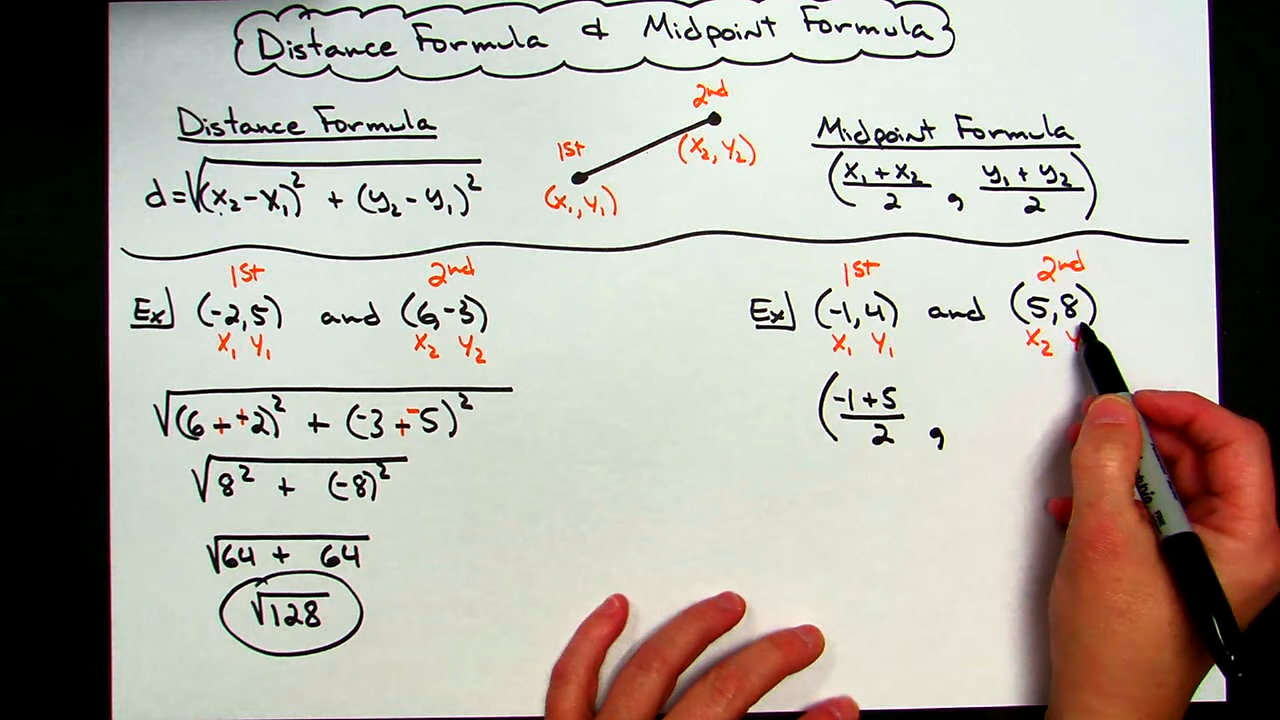 Distance Formula & Midpoint Formula
Distance Formula
d=√(x₂-x₁)² + (y₂-y₁)²
1st
(x₁, y₁)
2nd
(x₂, y₂)
Midpoint Formula
(x₁ + x₂/2 , y₁ + y₂/2)
1st 2nd
Ex] (-2,5) and (6,-3)
x₁ y₁ x₂ y₂
√(6 + +2)² + (-3 + -5)²
√8² + (-8)²
√64 + 64
√128
1st 2nd
Ex] (-1,4) and (5,8)
x₁ y₁ x₂ y
(-1+5/2 ,